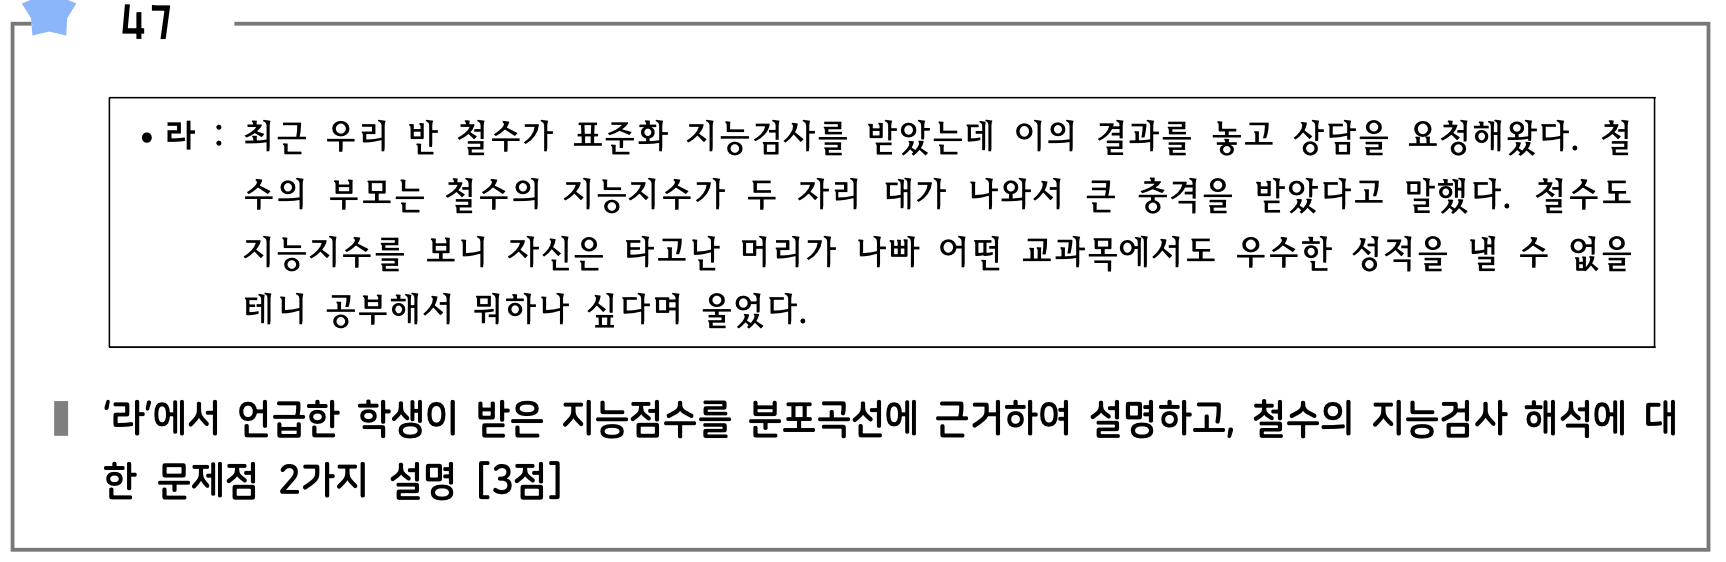 47
• 라 : 최근 우리 반 철수가 표준화 지능검사를 받았는데 이의 결과를 놓고 상담을 요청해왔다. 철
수의 부모는 철수의 지능지수가 두 자리 대가 나와서 큰 충격을 받았다고 말했다. 철수도
지능지수를 보니 자신은 타고난 머리가 나빠 어떤 교과목에서도 우수한 성적을 낼 수 없을
테니 공부해서 뭐하나 싶다며 울었다.
‘라’에서 언급한 학생이 받은 지능점수를 분포곡선에 근거하여 설명하고, 철수의 지능검사 해석에 대
한 문제점 2가지 설명 [3점]